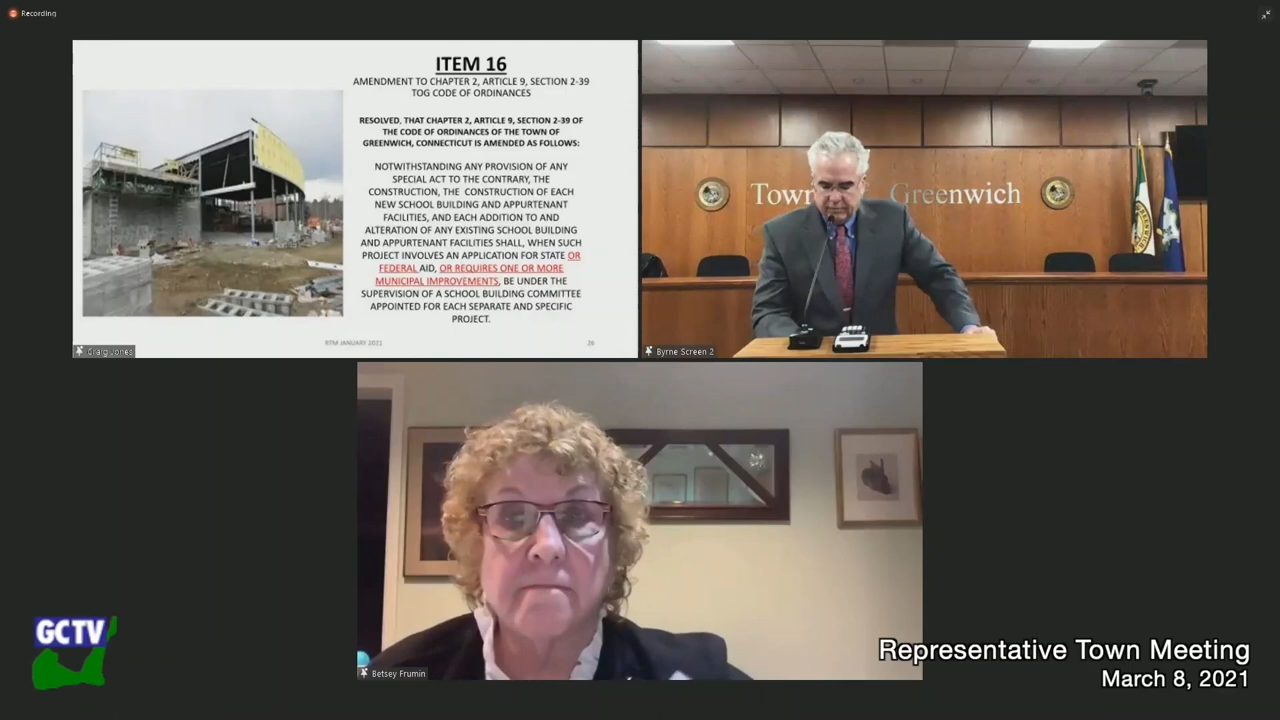 Recording
ITEM 16
AMENDMENT TO CHAPTER 2, ARTICLE 9, SECTION 2-39
TOG CODE OF ORDINANCES
RESOLVED, THAT CHAPTER 2, ARTICLE 9, SECTION 2-39 OF
THE CODE OF ORDINANCES OF THE TOWN OF
GREENWICH, CONNECTICUT IS AMENDED AS FOLLOWS:
NOTWITHSTANDING ANY PROVISION OF ANY
SPECIAL ACT TO THE CONTRARY, THE
CONSTRUCTION, THE CONSTRUCTION OF EACH
NEW SCHOOL BUILDING AND APPURTENANT
FACILITIES, AND EACH ADDITION TO AND
ALTERATION OF ANY EXISTING SCHOOL BUILDING
AND APPURTENANT FACILITIES SHALL, WHEN SUCH
PROJECT INVOLVES AN APPLICATION FOR STATE OR
FEDERAL AID, OR REQUIRES ONE OR MORE
MUNICIPAL IMPROVEMENTS, BE UNDER THE
SUPERVISION OF A SCHOOL BUILDING COMMITTEE
APPOINTED FOR EACH SEPARATE AND SPECIFIC
PROJECT.
RTM JANUARY 2021
Craig Jones
Town Greenwich
Byrne Screen 2
Betsey Frumin
GCTV
Representative Town Meeting
March 8, 2021